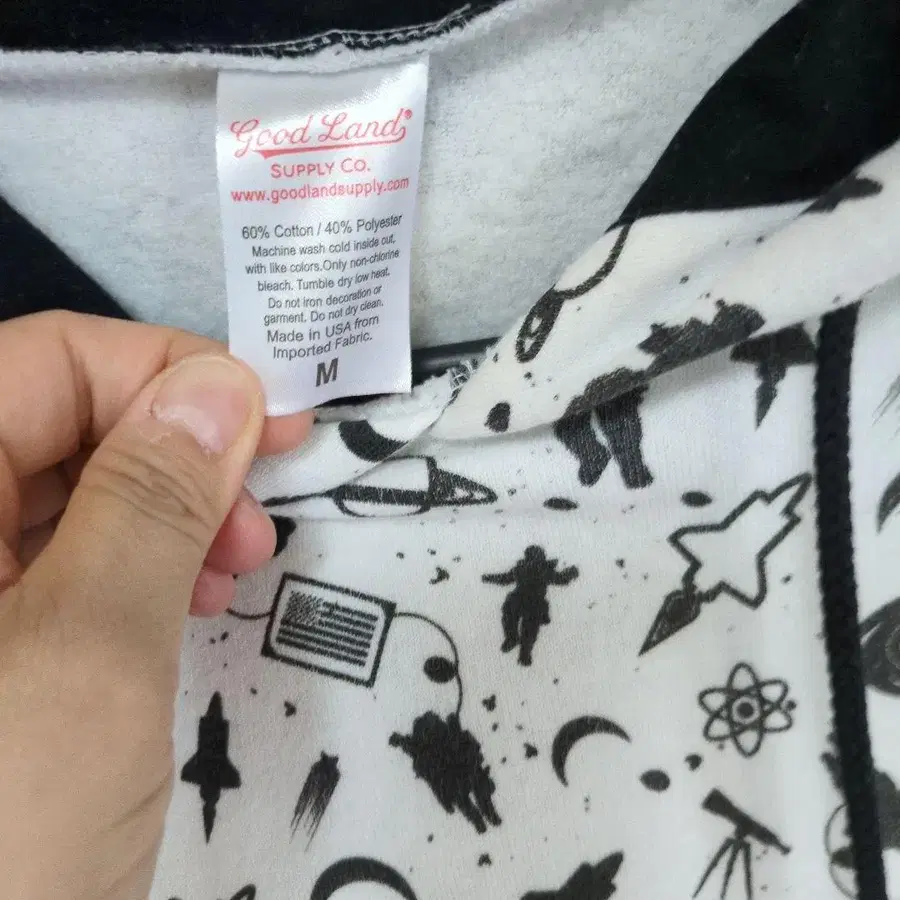 Good Land
SUPPLY CO.
www.goodlandsupply.com
60% Cotton / 40% Polyester
Machine wash cold inside out,
with like colors.Only non-chlorine
bleach. Tumble dry low heat.
Do not iron decoration or
garment. Do not dry clean.
Made in USA from
Imported Fabric.
M